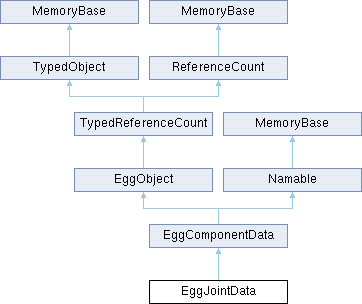 MemoryBase MemoryBase
TypedObject ReferenceCount
TypedReferenceCount MemoryBase
EggObject Namable
EggComponentData
EggJointData